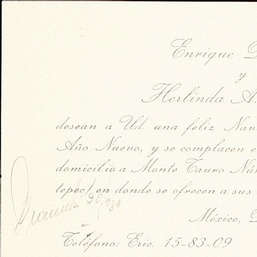 Enrique D
y
Herlinda A.
desean a Ud. una feliz Nav
Año Nuevo, y se complacen e
domicilio a Monte Tauro Nú
tepec) en donde se ofrecen a sus
México, D
Teléfono: Eric. 15-83-09